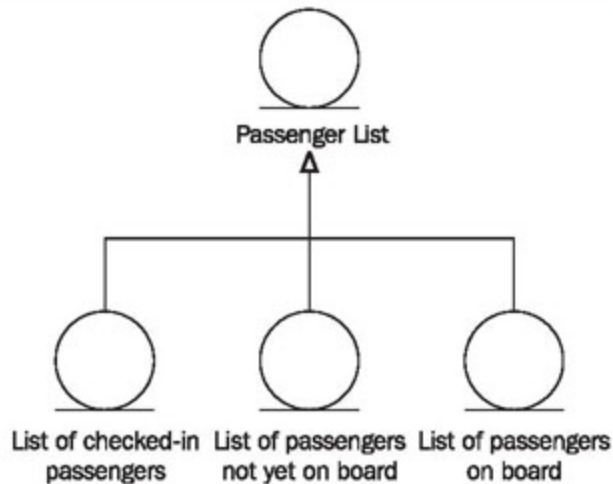 Passenger List
List of checked-in passengers
List of passengers not yet on board
List of passengers on board